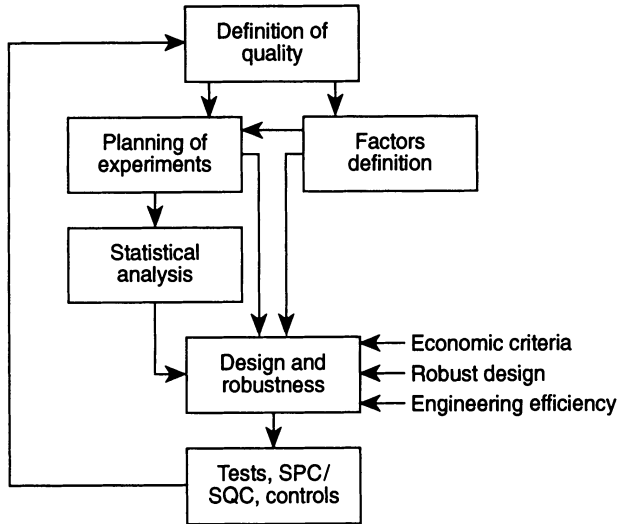 Definition of
quality
Planning of
experiments
Factors
definition
Statistical
analysis
Design and
robustness
Economic criteria
Robust design
Engineering efficiency
Tests, SPC/
SQC, controls